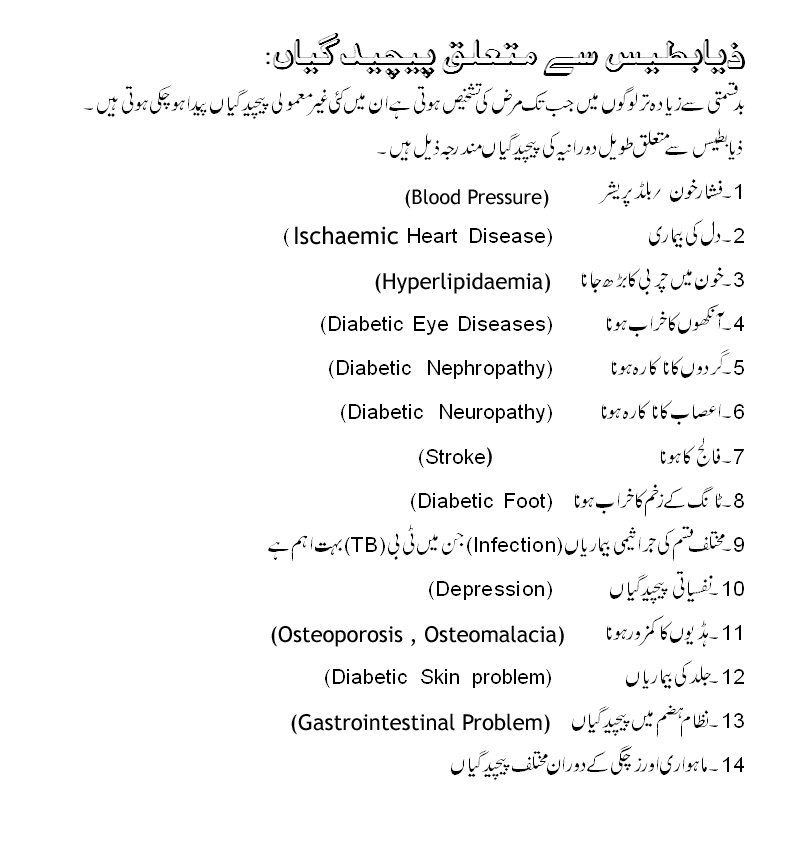 ذیابطیس سے متعلق پیچیدگیاں:
بدقسمتی سے زیادہ تر لوگوں میں جب تک مرض کی تشخیص ہوتی ہے ان میں کئی غیر معمولی پیچیدگیاں پیدا ہو چکی ہوتی ہیں ۔
ذیابطیس سے متعلق طویل دورانیہ کی پیچیدگیاں مندرجہ ذیل ہیں ۔
1۔فشار خون / بلڈ پریشر (Blood Pressure)
2۔دل کی بیماری (Ischaemic Heart Disease)
3۔خون میں چربی کا بڑھ جانا (Hyperlipidaemia)
4۔آنکھوں کا خراب ہونا (Diabetic Eye Diseases)
5۔گردوں کا ناکارہ ہونا (Diabetic Nephropathy)
6۔اعصاب کا ناکارہ ہونا (Diabetic Neuropathy)
7۔فالج کا ہونا (Stroke)
8۔ٹانگ کے زخم کا خراب ہونا (Diabetic Foot)
9۔مختلف قسم کی جراثیمی بیماریاں (Infection) جن میں ٹی بی (TB) بہت اہم ہے
10۔نفسیاتی پیچیدگیاں (Depression)
11۔ہڈیوں کا کمزور ہونا (Osteoporosis , Osteomalacia)
12۔جلد کی بیماریاں (Diabetic Skin problem)
13۔نظام ہضم میں پیچیدگیاں (Gastrointestinal Problem)
14۔ماہواری اور زچگی کے دوران مختلف پیچیدگیاں